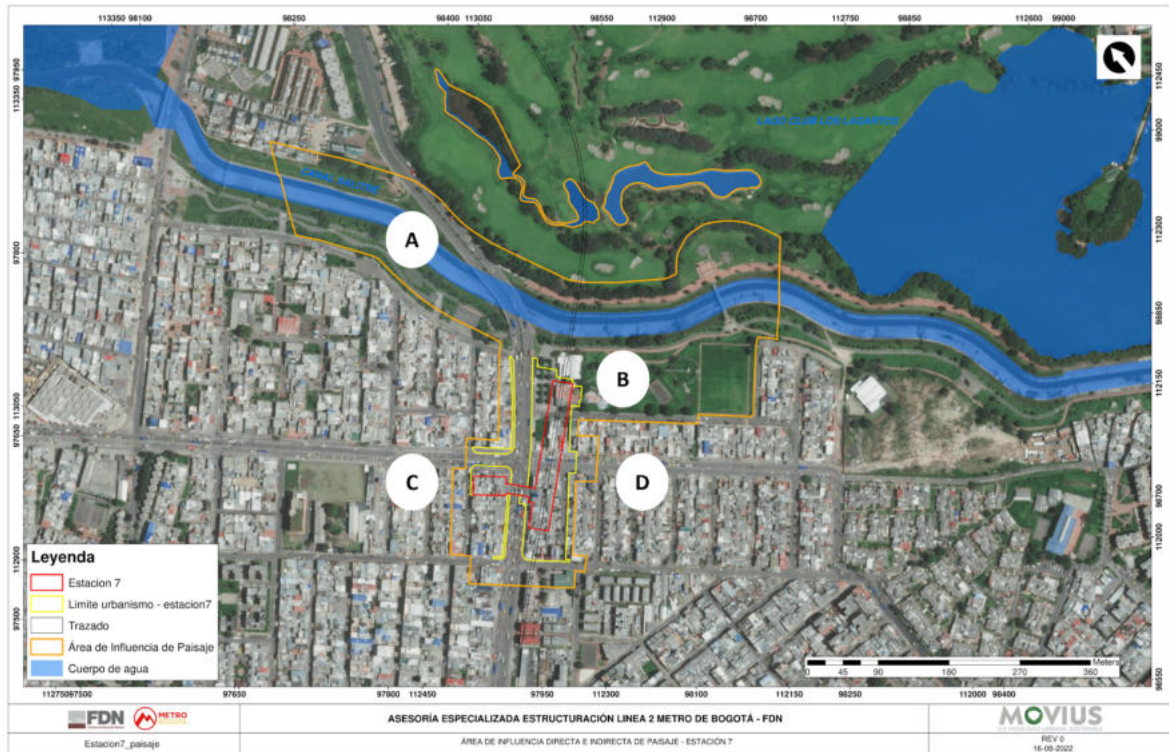 113350 98100 98250 98400 113050 98550 112900 98700 112750 98850 112600 99000
97950
113350
97800
113050
97650
112900
97500
112450
99000
112300
98850
112150
98700
112000
98550
LAGO CLUB LOS LAGARTOS
CANAL SALITRE
A
B
C
D
Leyenda
Estacion 7
Limite urbanismo - estacion7
Trazado
Área de Influencia de Paisaje
Cuerpo de agua
Meters
0 45 90 180 270 360
112750 97500 97650 97800 112450 97950 112300 98100 112150 98250 112000 98400
FDN
METRO
ASESORÍA ESPECIALIZADA ESTRUCTURACIÓN LINEA 2 METRO DE BOGOTÁ - FDN
MOVIUS
Estacion7_paisaje
ÁREA DE INFLUENCIA DIRECTA E INDIRECTA DE PAISAJE - ESTACIÓN 7
REV 0
16-08-2022